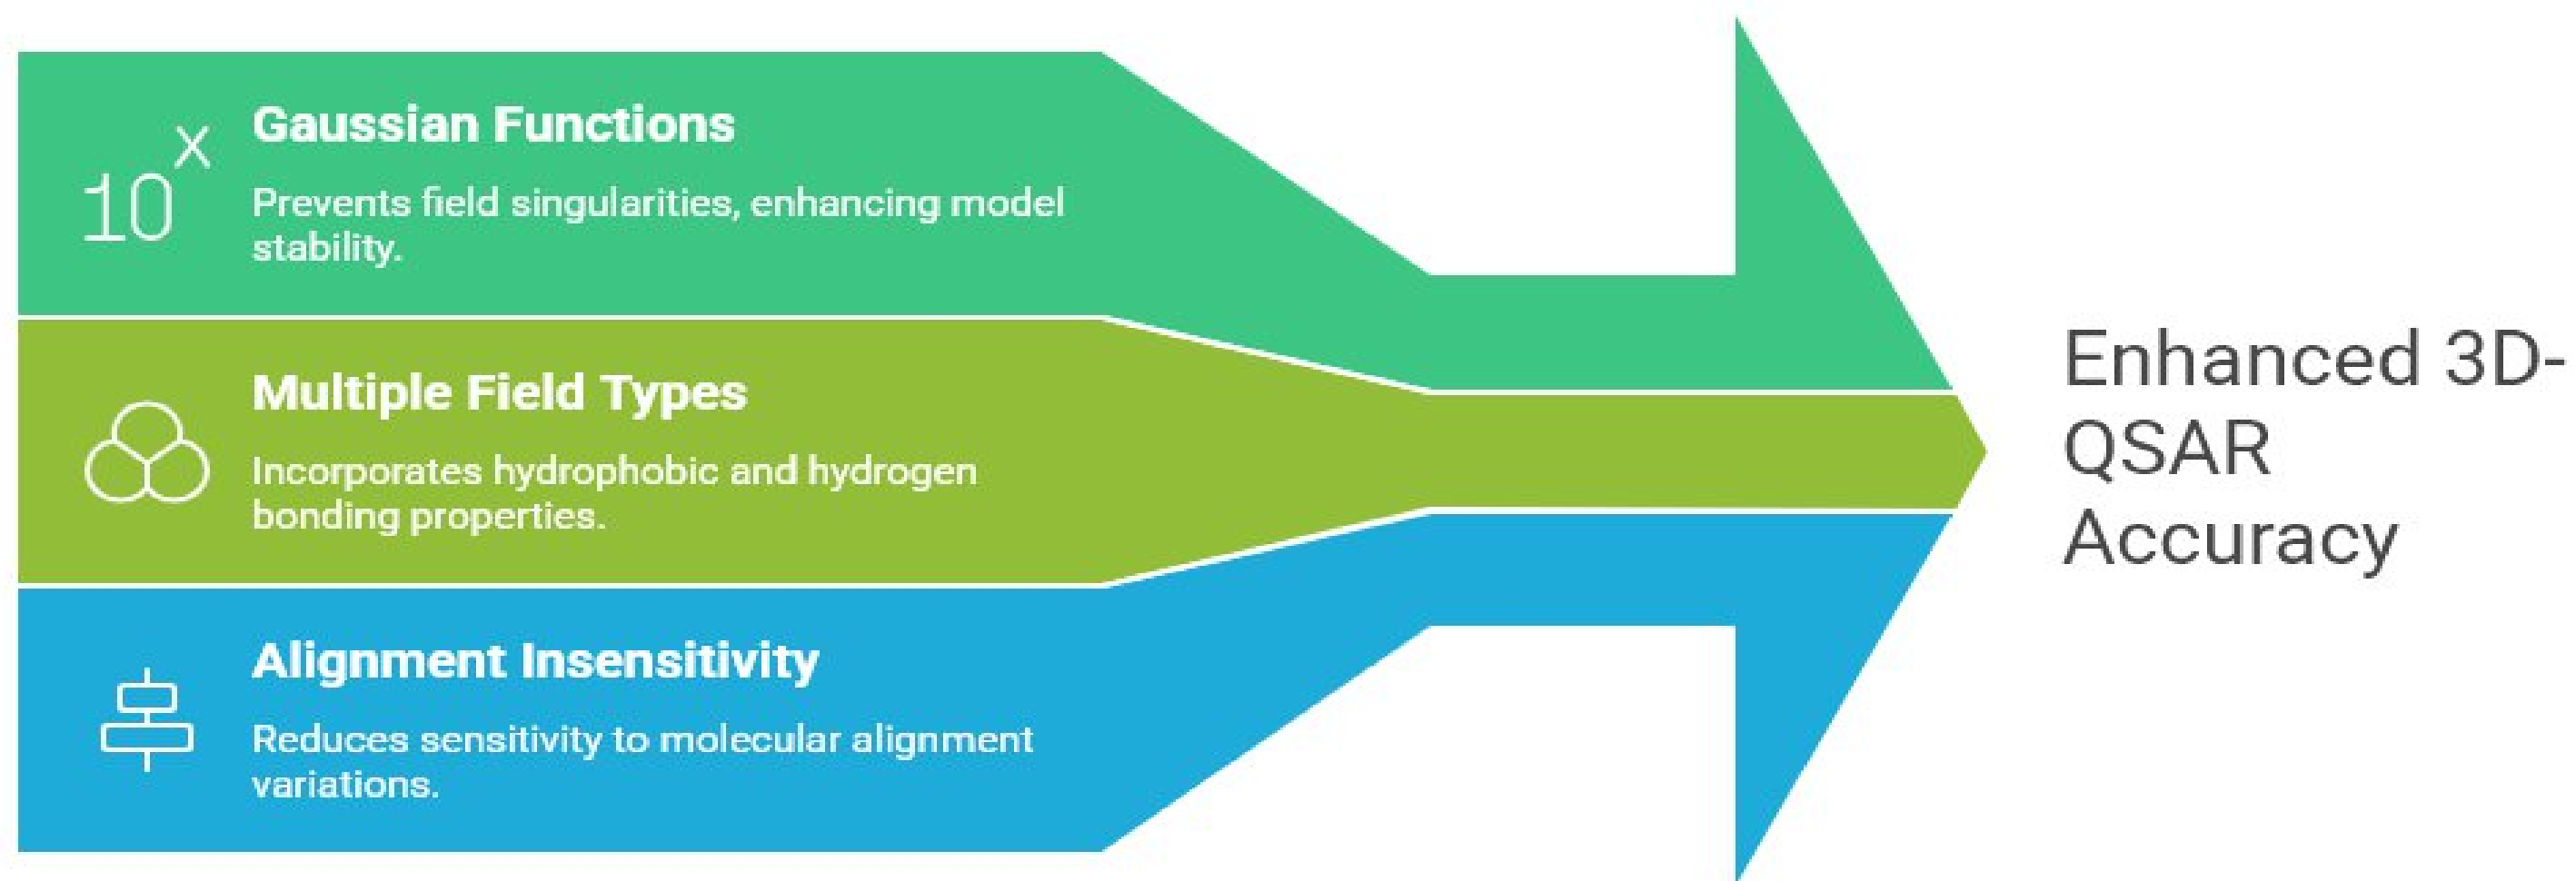 Gaussian Functions
10^X
Prevents field singularities, enhancing model
stability.
Multiple Field Types
Incorporates hydrophobic and hydrogen
bonding properties.
Alignment Insensitivity
Reduces sensitivity to molecular alignment
variations.
Enhanced 3D-
QSAR
Accuracy